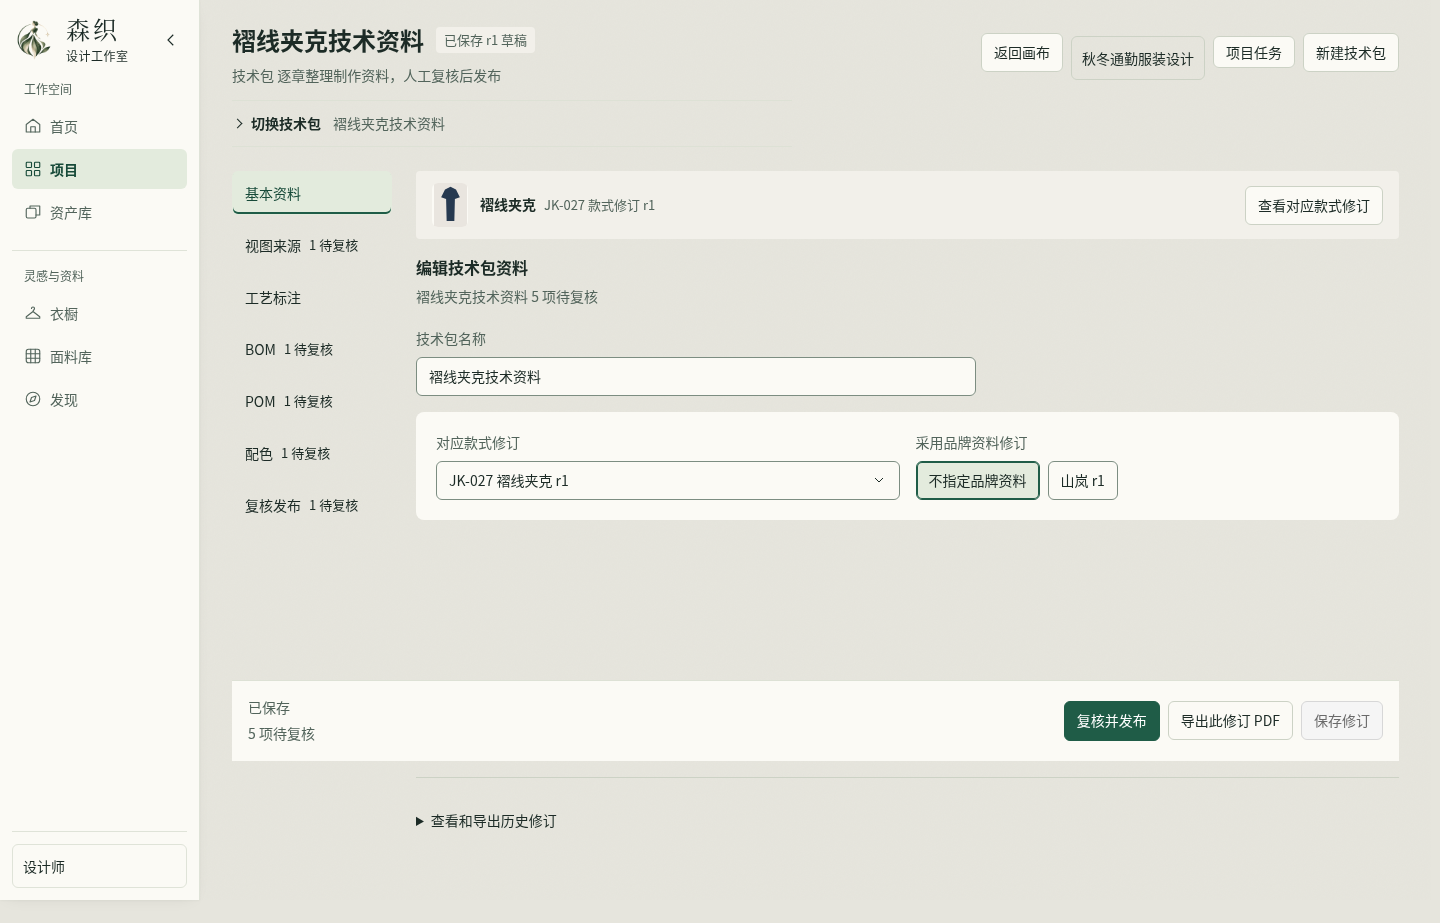 森织
设计工作室
工作空间
首页
项目
资产库
灵感与资料
衣橱
面料库
发现
设计师
褶线夹克技术资料 已保存 r1 草稿
技术包 逐章整理制作资料，人工复核后发布
返回画布 秋冬通勤服装设计 项目任务 新建技术包
切换技术包 褶线夹克技术资料
基本资料
视图来源 1 待复核
工艺标注
BOM 1 待复核
POM 1 待复核
配色 1 待复核
复核发布 1 待复核
褶线夹克 JK-027 款式修订 r1 查看对应款式修订
编辑技术包资料
褶线夹克技术资料 5 项待复核
技术包名称
褶线夹克技术资料
对应款式修订 采用品牌资料修订
JK-027 褶线夹克 r1 不指定品牌资料 山岚 r1
已保存
5 项待复核
复核并发布 导出此修订 PDF 保存修订
查看和导出历史修订